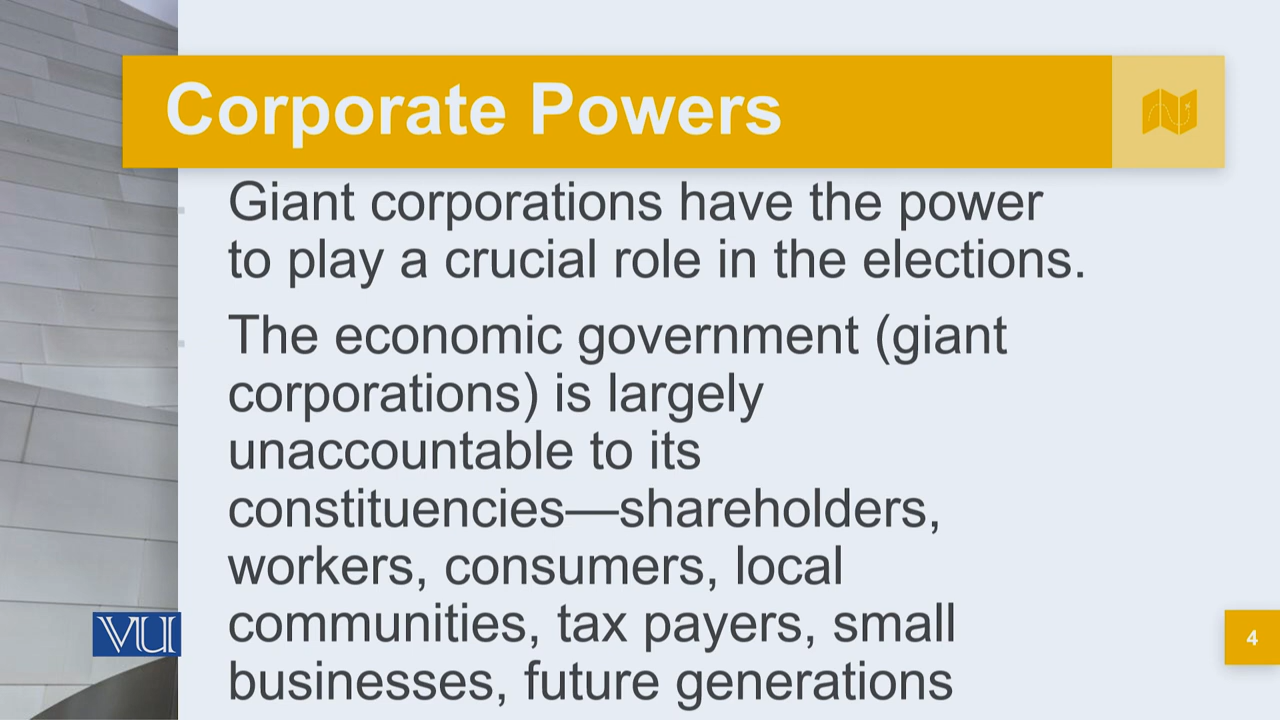 Corporate Powers
Giant corporations have the power
to play a crucial role in the elections.
The economic government (giant
corporations) is largely
unaccountable to its
constituencies—shareholders,
workers, consumers, local
communities, tax payers, small
businesses, future generations
VU
4